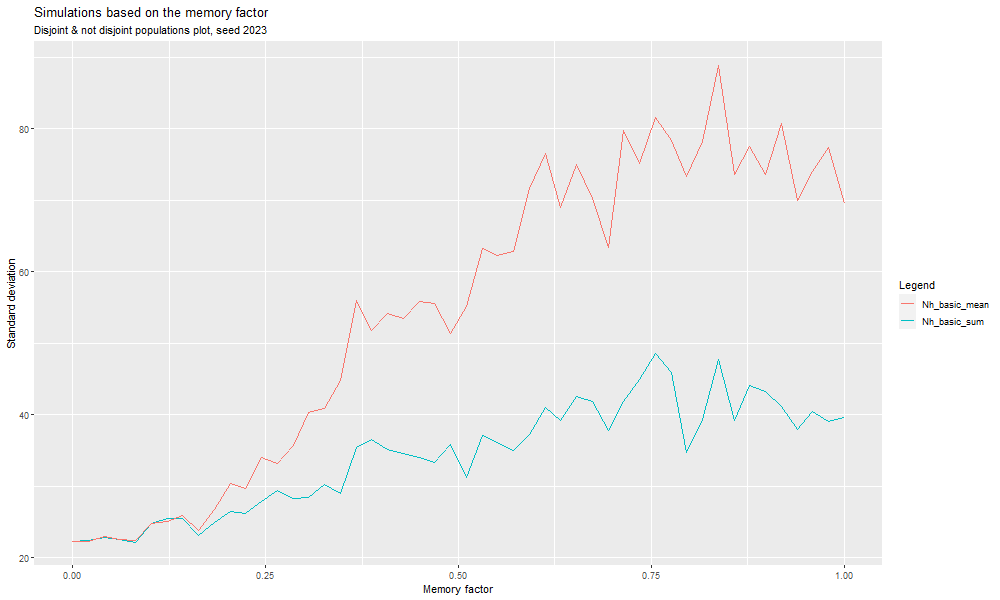 Simulations based on the memory factor
Disjoint & not disjoint populations plot, seed 2023
Standard deviation
80
60
40
20
0.00
0.25
0.50
0.75
1.00
Memory factor
Legend
Nh_basic_mean
Nh_basic_sum